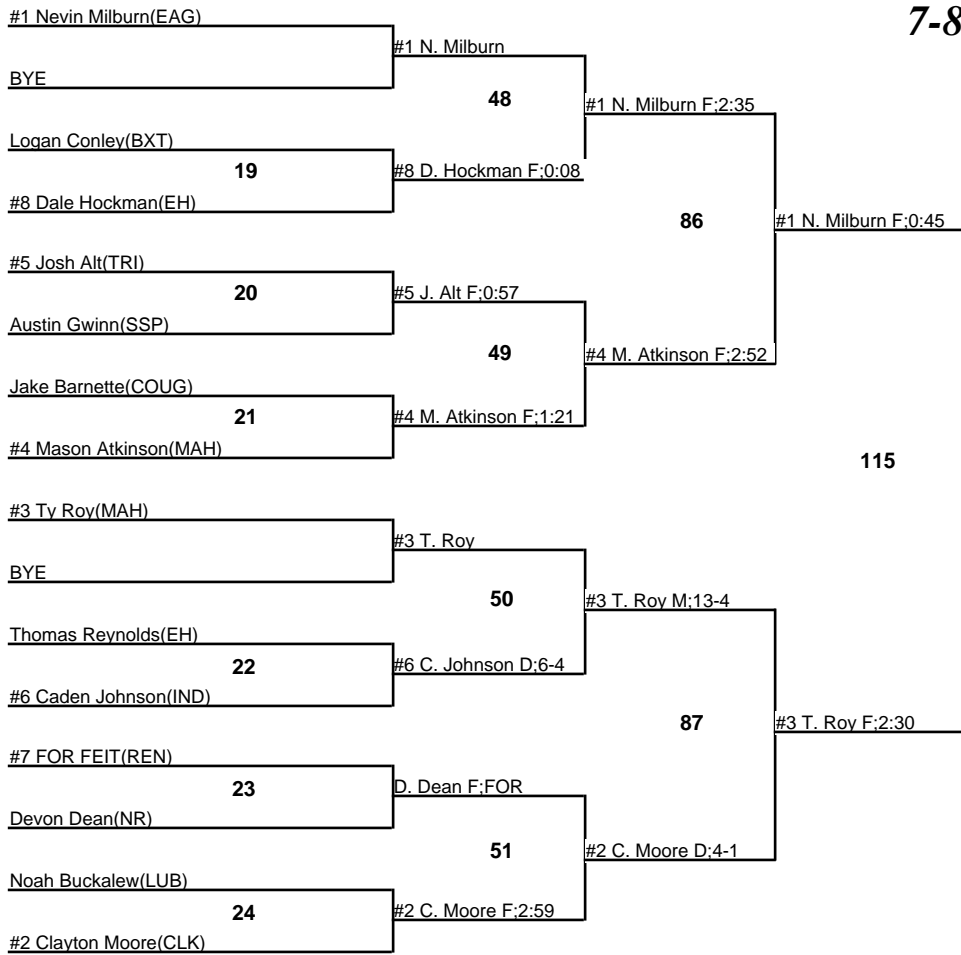 #1 Nevin Milburn(EAG)
7-8
#1 N. Milburn
BYE
48
#1 N. Milburn F;2:35
Logan Conley(BXT)
19
#8 D. Hockman F;0:08
#8 Dale Hockman(EH)
86
#1 N. Milburn F;0:45
#5 Josh Alt(TRI)
20
#5 J. Alt F;0:57
Austin Gwinn(SSP)
49
#4 M. Atkinson F;2:52
Jake Barnette(COUG)
21
#4 M. Atkinson F;1:21
#4 Mason Atkinson(MAH)
115
#3 Ty Roy(MAH)
#3 T. Roy
BYE
50
#3 T. Roy M;13-4
Thomas Reynolds(EH)
22
#6 C. Johnson D;6-4
#6 Caden Johnson(IND)
87
#3 T. Roy F;2:30
#7 FOR FEIT(REN)
23
D. Dean F;FOR
Devon Dean(NR)
51
#2 C. Moore D;4-1
Noah Buckalew(LUB)
24
#2 C. Moore F;2:59
#2 Clayton Moore(CLK)